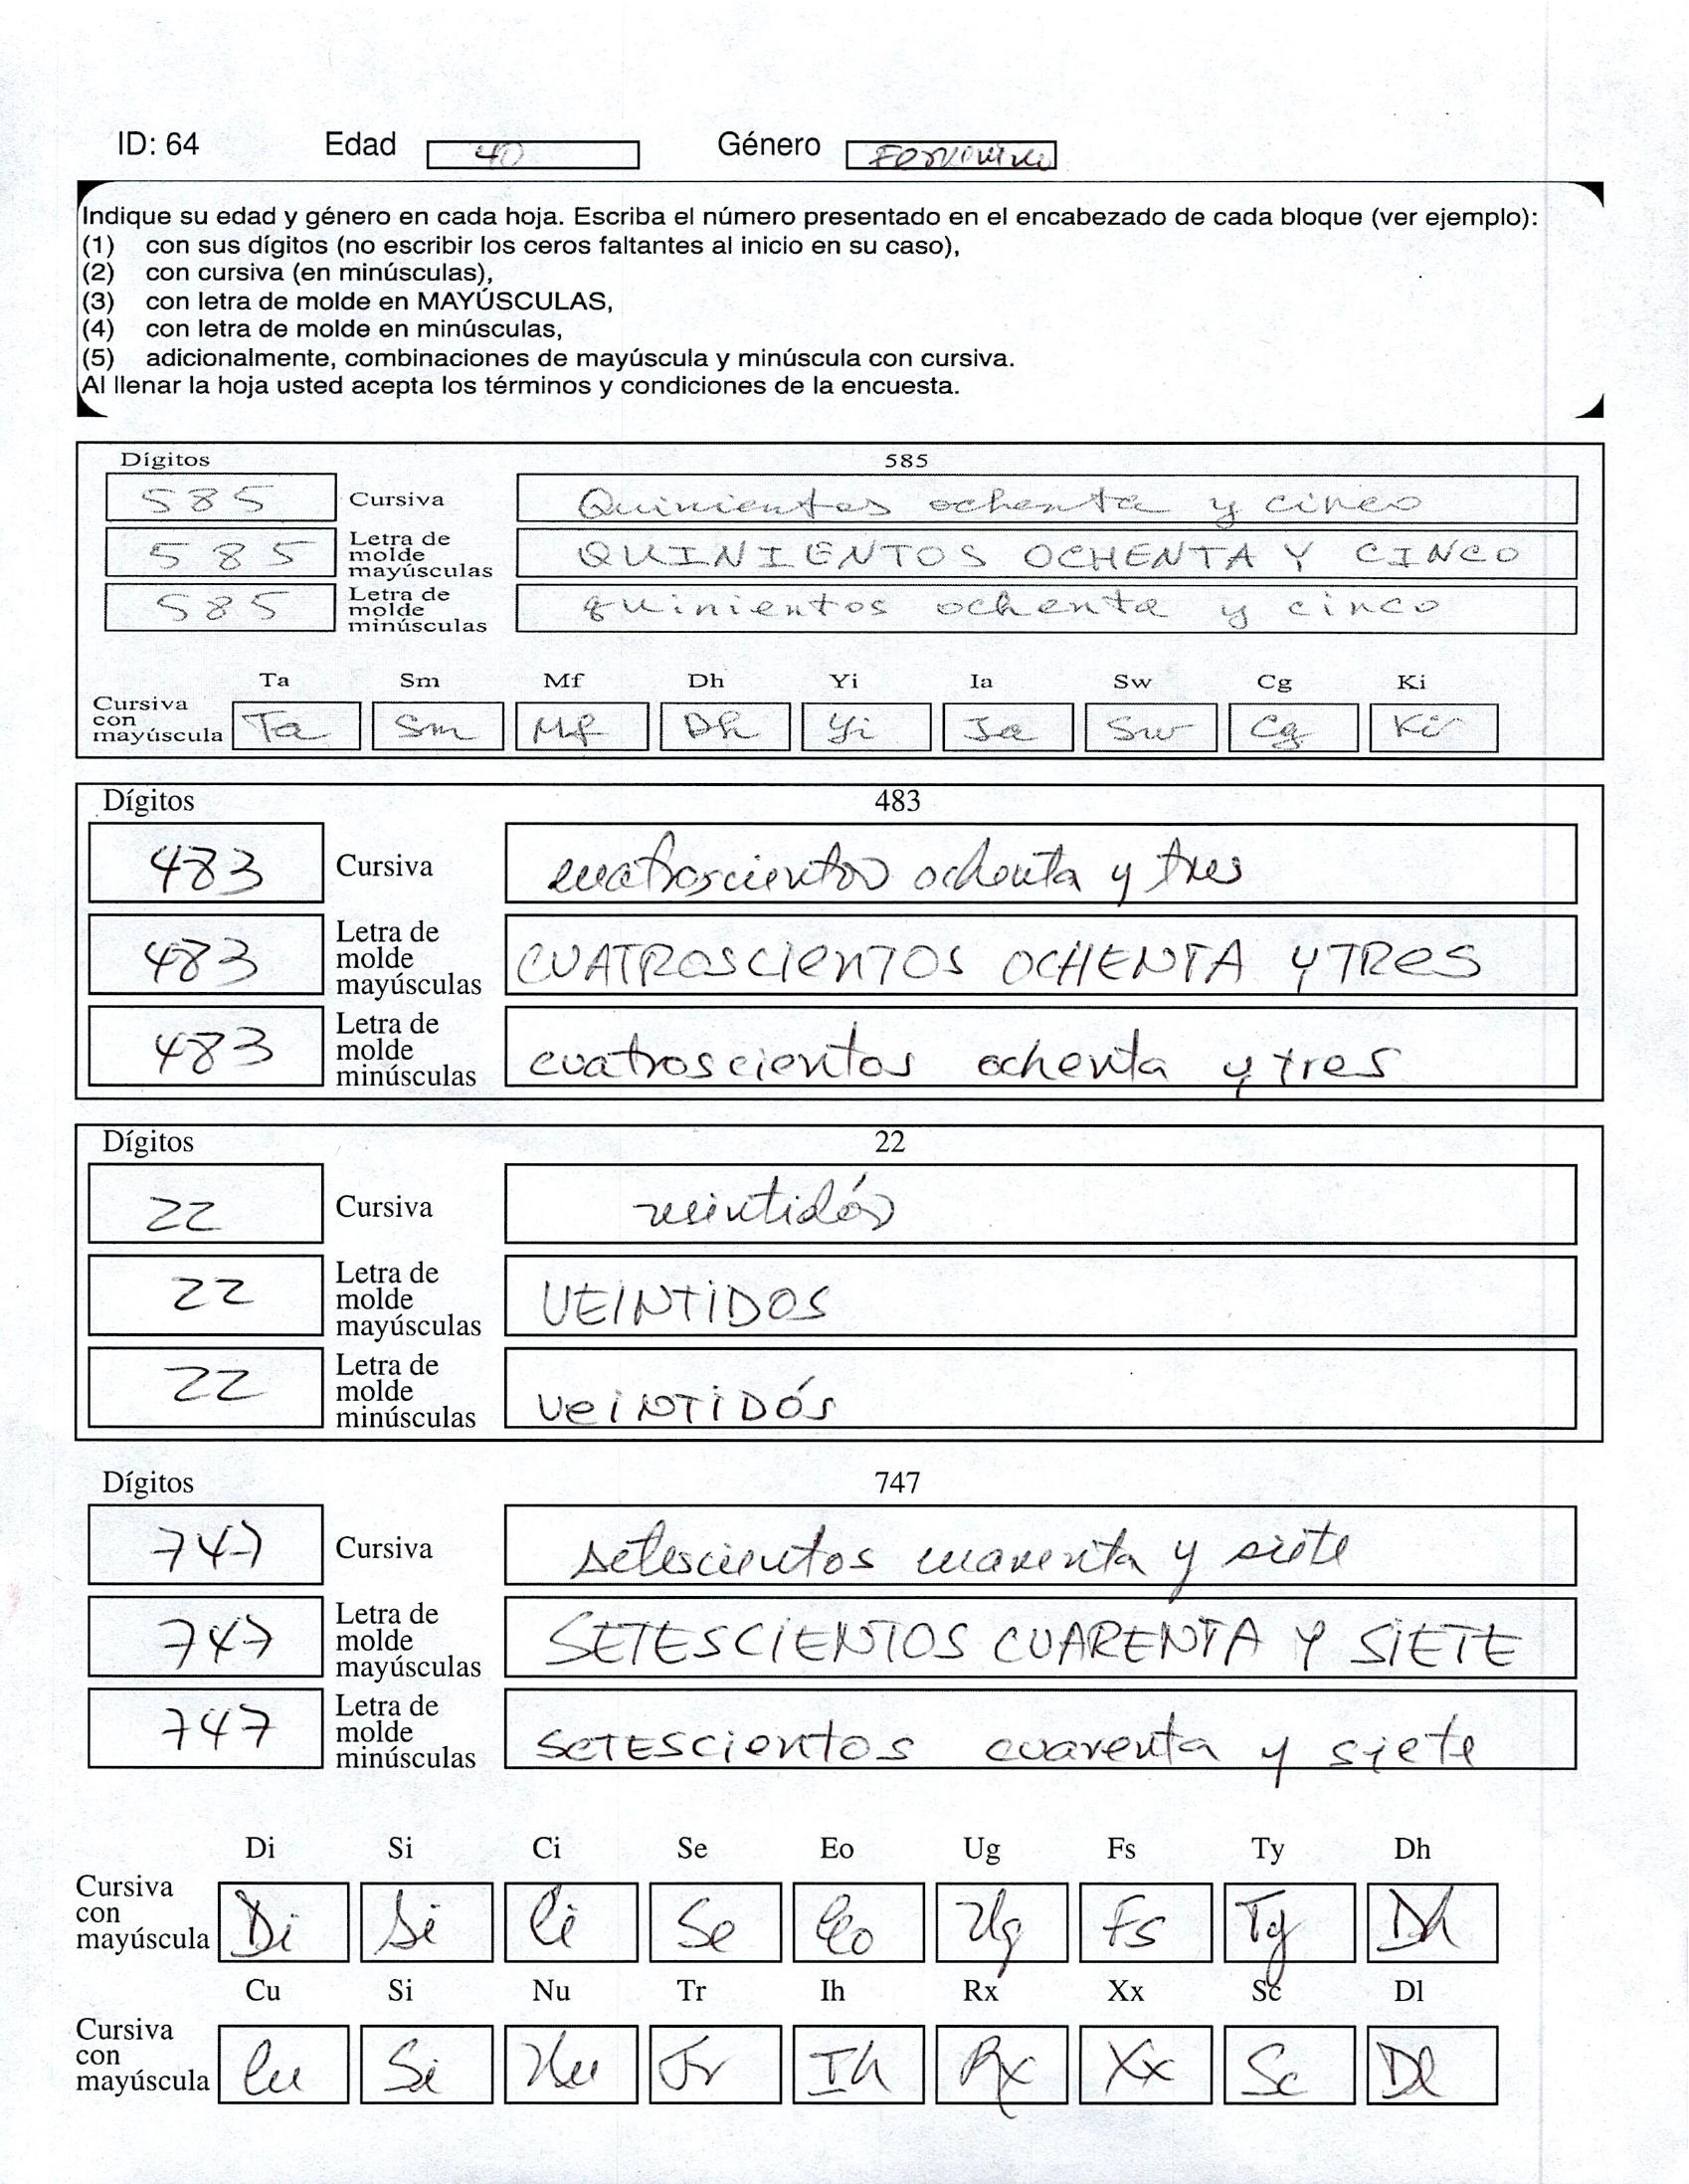 ID: 64 Edad 40 Género Femenino
Indique su edad y género en cada hoja. Escriba el número presentado en el encabezado de cada bloque (ver ejemplo):
(1) con sus dígitos (no escribir los ceros faltantes al inicio en su caso),
(2) con cursiva (en minúsculas),
(3) con letra de molde en MAYÚSCULAS,
(4) con letra de molde en minúsculas,
(5) adicionalmente, combinaciones de mayúscula y minúscula con cursiva.
Al llenar la hoja usted acepta los términos y condiciones de la encuesta.
Dígitos 585
585 Cursiva Quinientos ochenta y cinco
585 Letra de molde mayúsculas QUINIENTOS OCHENTA Y CINCO
585 Letra de molde minúsculas quinientos ochenta y cinco
Ta Sm Mf Dh Yi Ia Sw Cg Ki
Cursiva con mayúscula Ta Sm Mf Dh Yi Ia Sw Cg Ki
Dígitos 483
483 Cursiva cuatroscientos ochenta y tres
483 Letra de molde mayúsculas CUATROSCIeNTOS OCHENTA Y TReS
483 Letra de molde minúsculas cuatroscientos ochenta y tres
Dígitos 22
22 Cursiva veintidós
22 Letra de molde mayúsculas VEINTiDOS
22 Letra de molde minúsculas veiNTiDós
Dígitos 747
747 Cursiva setescientos cuarenta y siete
747 Letra de molde mayúsculas SETESCIENTOS CUARENTA Y SiETE
747 Letra de molde minúsculas seTEScientos cuarenta y siete
Di Si Ci Se Eo Ug Fs Ty Dh
Cursiva con mayúscula Di Si Ci Se Eo Ug Fs Ty Dh
Cu Si Nu Tr Ih Rx Xx Sc Dl
Cursiva con mayúscula Cu Si Nu Tr Ih Rx Xx Sc Dl